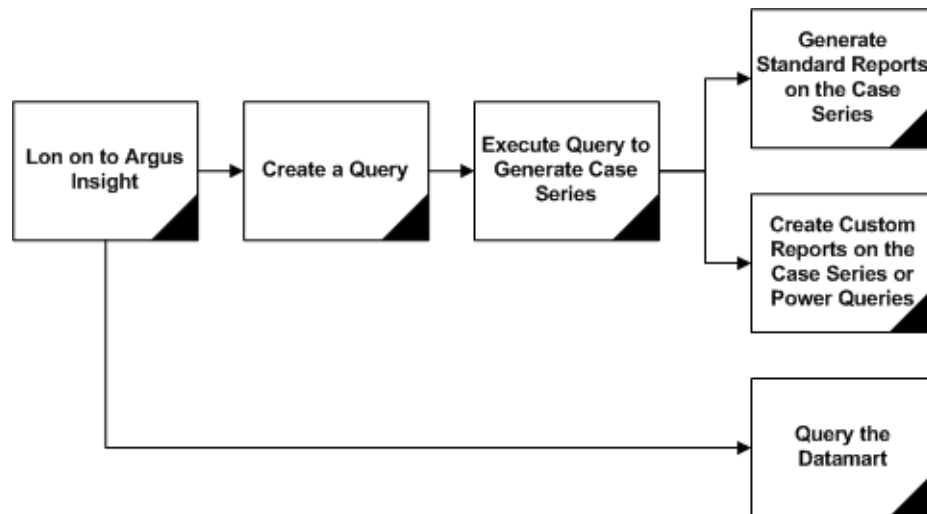 Lon on to Argus
Insight
Create a Query
Execute Query to
Generate Case
Series
Generate
Standard Reports
on the Case
Series
Create Custom
Reports on the
Case Series or
Power Queries
Query the
Datamart